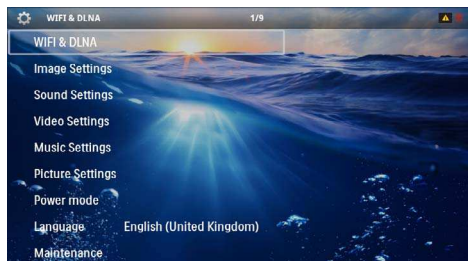 WIFI & DLNA 1/9
WIFI & DLNA
Image Settings
Sound Settings
Video Settings
Music Settings
Picture Settings
Power mode
Language English (United Kingdom)
Maintenance